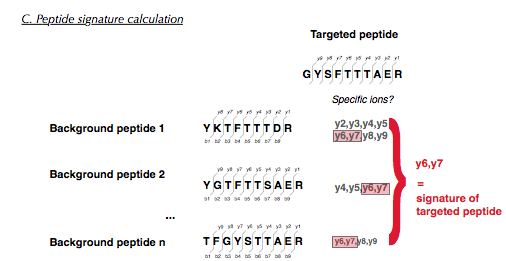 C. Peptide signature calculation
Targeted peptide
y9 y8 y7 y6 y5 y4 y3 y2 y1
G Y S F T T T A E R
Specific ions?
y8 y7 y6 y5 y4 y3 y2 y1
Background peptide 1 Y K T F T T T D R y2,y3,y4,y5
y6,y7,y8,y9
b1 b2 b3 b4 b5 b6 b7 b8
y6,y7
=
signature of
targeted peptide
y9 y8 y7 y6 y5 y4 y3 y2 y1
Background peptide 2 Y G T F T T S A E R y4,y5,y6,y7
b1 b2 b3 b4 b5 b6 b7 b8 b9
...
y9 y8 y7 y6 y5 y4 y3 y2 y1
Background peptide n T F G Y S T T A E R y6,y7,y8,y9
b1 b2 b3 b4 b5 b6 b7 b8 b9